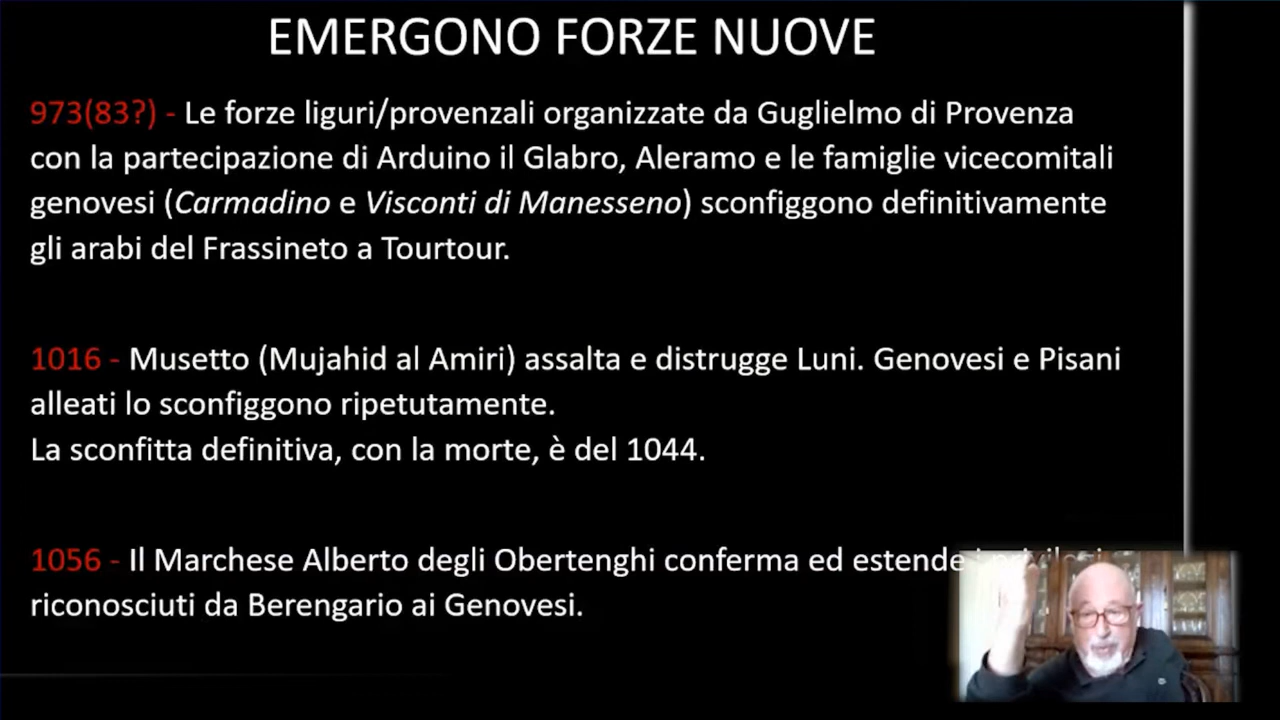 EMERGONO FORZE NUOVE
973(83?) - Le forze liguri/provenzali organizzate da Guglielmo di Provenza
con la partecipazione di Arduino il Glabro, Aleramo e le famiglie vicecomitali
genovesi (Carmadino e Visconti di Manesseno) sconfiggono definitivamente
gli arabi del Frassineto a Tourtour.
1016 - Musetto (Mujahid al Amiri) assalta e distrugge Luni. Genovesi e Pisani
alleati lo sconfiggono ripetutamente.
La sconfitta definitiva, con la morte, è del 1044.
1056 - Il Marchese Alberto degli Obertenghi conferma ed estende
riconosciuti da Berengario ai Genovesi.